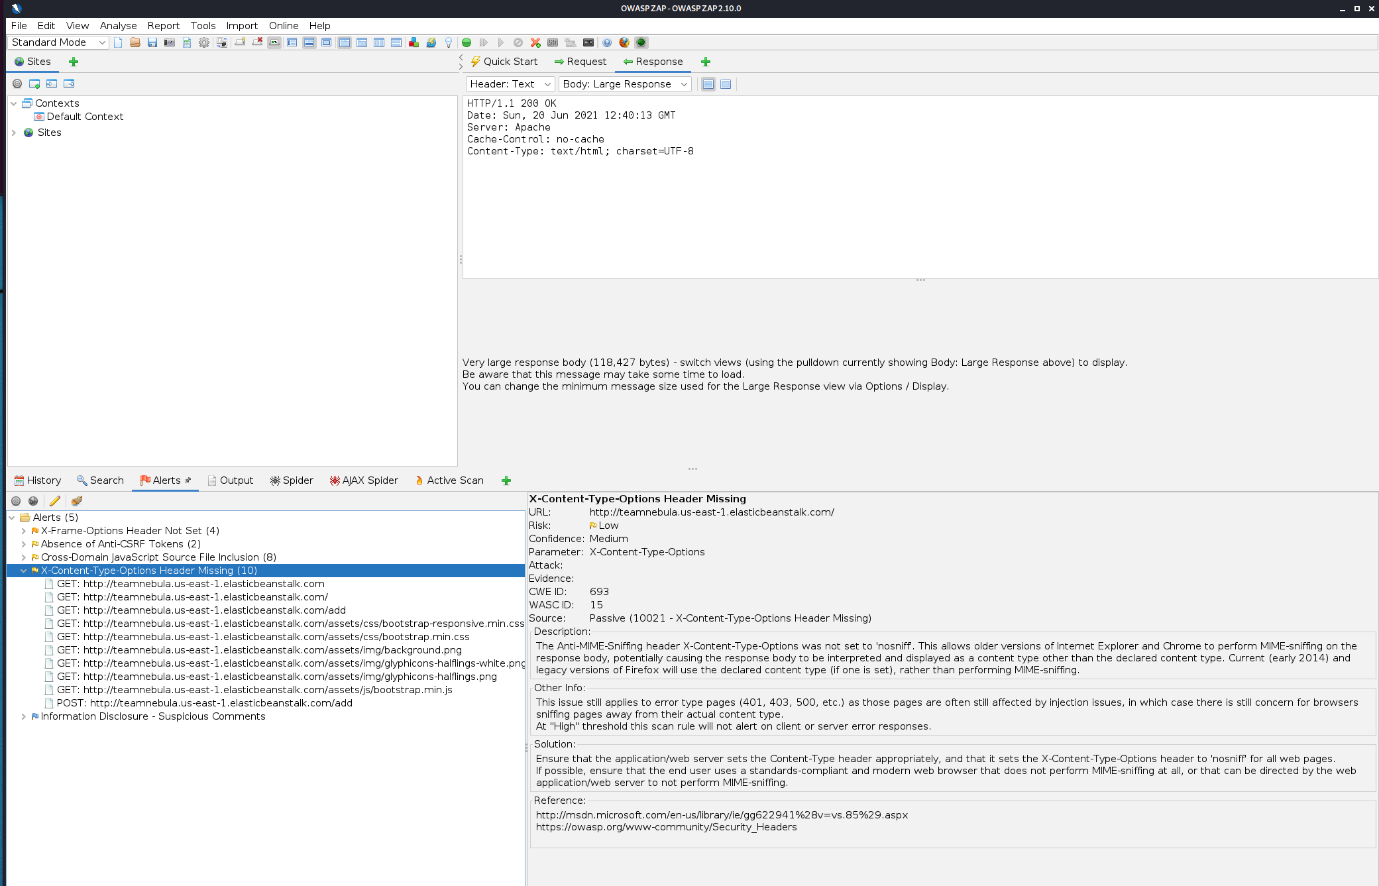 OWASP ZAP - OWASP ZAP 2.10.0
File Edit View Analyse Report Tools Import Online Help
Standard Mode
Sites
Quick Start Request Response
Header: Text Body: Large Response
Contexts
Default Context
Sites
HTTP/1.1 200 OK
Date: Sun, 20 Jun 2021 12:40:13 GMT
Server: Apache
Cache-Control: no-cache
Content-Type: text/html; charset=UTF-8
Very large response body (118,427 bytes) - switch views (using the pulldown currently showing Body: Large Response above) to display.
Be aware that this message may take some time to load.
You can change the minimum message size used for the Large Response view via Options / Display.
History Search Alerts Output Spider AJAX Spider Active Scan
Alerts (5)
X-Frame-Options Header Not Set (4)
Absence of Anti-CSRF Tokens (2)
Cross-Domain JavaScript Source File Inclusion (8)
X-Content-Type-Options Header Missing (10)
GET: http://teamnebula.us-east-1.elasticbeanstalk.com
GET: http://teamnebula.us-east-1.elasticbeanstalk.com/
GET: http://teamnebula.us-east-1.elasticbeanstalk.com/add
GET: http://teamnebula.us-east-1.elasticbeanstalk.com/assets/css/bootstrap-responsive.min.css
GET: http://teamnebula.us-east-1.elasticbeanstalk.com/assets/css/bootstrap.min.css
GET: http://teamnebula.us-east-1.elasticbeanstalk.com/assets/img/background.png
GET: http://teamnebula.us-east-1.elasticbeanstalk.com/assets/img/glyphicons-halflings-white.png
GET: http://teamnebula.us-east-1.elasticbeanstalk.com/assets/img/glyphicons-halflings.png
GET: http://teamnebula.us-east-1.elasticbeanstalk.com/assets/js/bootstrap.min.js
POST: http://teamnebula.us-east-1.elasticbeanstalk.com/add
Information Disclosure - Suspicious Comments
X-Content-Type-Options Header Missing
URL: http://teamnebula.us-east-1.elasticbeanstalk.com/
Risk: Low
Confidence: Medium
Parameter: X-Content-Type-Options
Attack:
Evidence:
CWE ID: 693
WASC ID: 15
Source: Passive (10021 - X-Content-Type-Options Header Missing)
Description:
The Anti-MIME-Sniffing header X-Content-Type-Options was not set to 'nosniff'. This allows older versions of Internet Explorer and Chrome to perform MIME-sniffing on the
response body, potentially causing the response body to be interpreted and displayed as a content type other than the declared content type. Current (early 2014) and
legacy versions of Firefox will use the declared content type (if one is set), rather than performing MIME-sniffing.
Other Info:
This issue still applies to error type pages (401, 403, 500, etc.) as those pages are often still affected by injection issues, in which case there is still concern for browsers
sniffing pages away from their actual content type.
At "High" threshold this scan rule will not alert on client or server error responses.
Solution:
Ensure that the application/web server sets the Content-Type header appropriately, and that it sets the X-Content-Type-Options header to 'nosniff' for all web pages.
If possible, ensure that the end user uses a standards-compliant and modern web browser that does not perform MIME-sniffing at all, or that can be directed by the web
application/web server to not perform MIME-sniffing.
Reference:
http://msdn.microsoft.com/en-us/library/ie/gg622941%28v=vs.85%29.aspx
https://owasp.org/www-community/Security_Headers